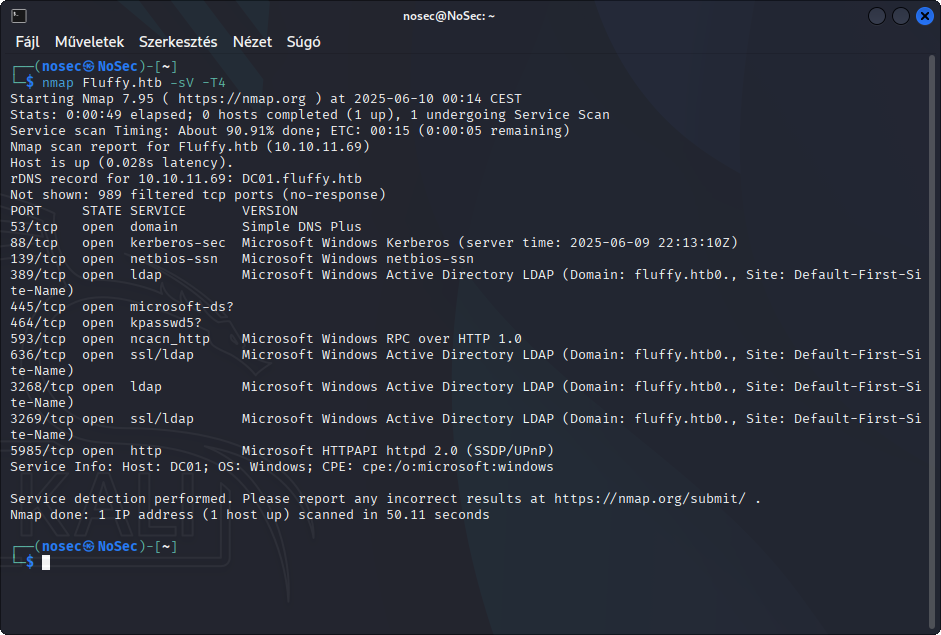 nosec@NoSec: ~
Fájl Műveletek Szerkesztés Nézet Súgó
┌──(nosec㉿NoSec)-[~]
└─$ nmap Fluffy.htb -sV -T4
Starting Nmap 7.95 ( https://nmap.org ) at 2025-06-10 00:14 CEST
Stats: 0:00:49 elapsed; 0 hosts completed (1 up), 1 undergoing Service Scan
Service scan Timing: About 90.91% done; ETC: 00:15 (0:00:05 remaining)
Nmap scan report for Fluffy.htb (10.10.11.69)
Host is up (0.028s latency).
rDNS record for 10.10.11.69: DC01.fluffy.htb
Not shown: 989 filtered tcp ports (no-response)
PORT     STATE SERVICE       VERSION
53/tcp   open  domain        Simple DNS Plus
88/tcp   open  kerberos-sec  Microsoft Windows Kerberos (server time: 2025-06-09 22:13:10Z)
139/tcp  open  netbios-ssn   Microsoft Windows netbios-ssn
389/tcp  open  ldap          Microsoft Windows Active Directory LDAP (Domain: fluffy.htb0., Site: Default-First-Si
te-Name)
445/tcp  open  microsoft-ds?
464/tcp  open  kpasswd5?
593/tcp  open  ncacn_http    Microsoft Windows RPC over HTTP 1.0
636/tcp  open  ssl/ldap      Microsoft Windows Active Directory LDAP (Domain: fluffy.htb0., Site: Default-First-Si
te-Name)
3268/tcp open  ldap          Microsoft Windows Active Directory LDAP (Domain: fluffy.htb0., Site: Default-First-Si
te-Name)
3269/tcp open  ssl/ldap      Microsoft Windows Active Directory LDAP (Domain: fluffy.htb0., Site: Default-First-Si
te-Name)
5985/tcp open  http          Microsoft HTTPAPI httpd 2.0 (SSDP/UPnP)
Service Info: Host: DC01; OS: Windows; CPE: cpe:/o:microsoft:windows
Service detection performed. Please report any incorrect results at https://nmap.org/submit/ .
Nmap done: 1 IP address (1 host up) scanned in 50.11 seconds
KALI
┌──(nosec㉿NoSec)-[~]
└─$